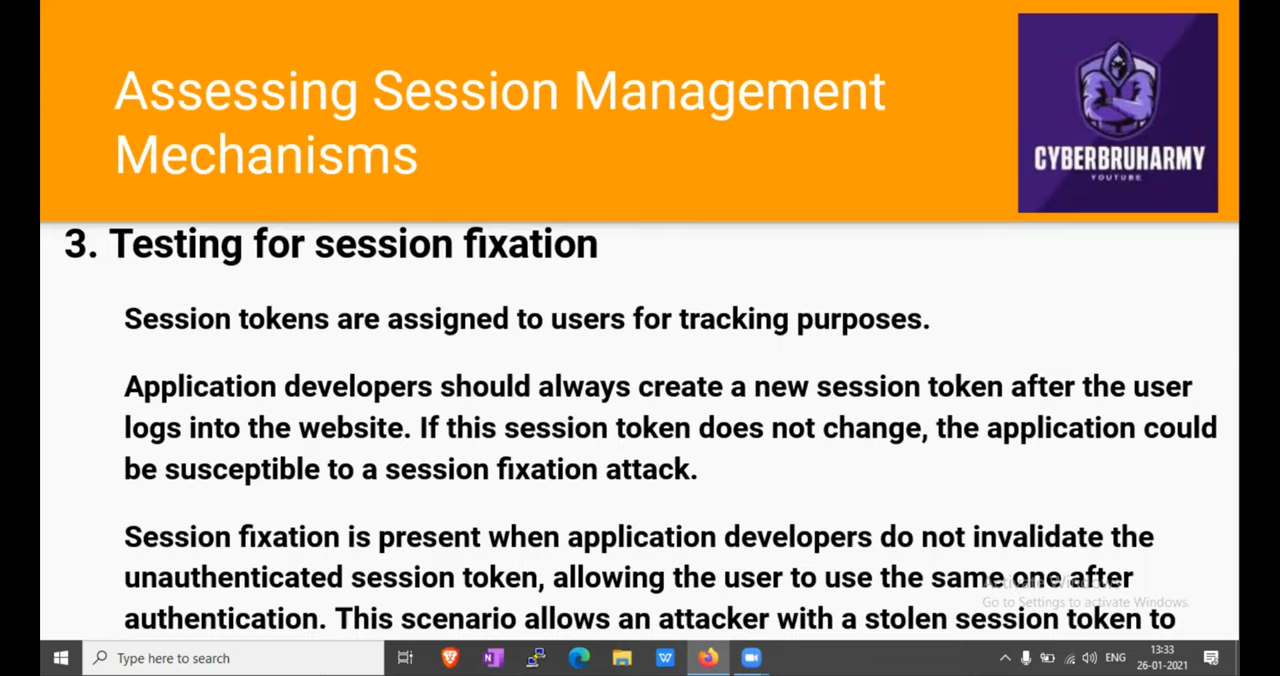 Assessing Session Management
Mechanisms
CYBERBRUHARMY
YOUTUBE
3. Testing for session fixation
Session tokens are assigned to users for tracking purposes.
Application developers should always create a new session token after the user
logs into the website. If this session token does not change, the application could
be susceptible to a session fixation attack.
Session fixation is present when application developers do not invalidate the
unauthenticated session token, allowing the user to use the same one after
authentication. This scenario allows an attacker with a stolen session token to
Activate Windows
Go to Settings to activate Windows.
Type here to search
ENG
13:33
26-01-2021